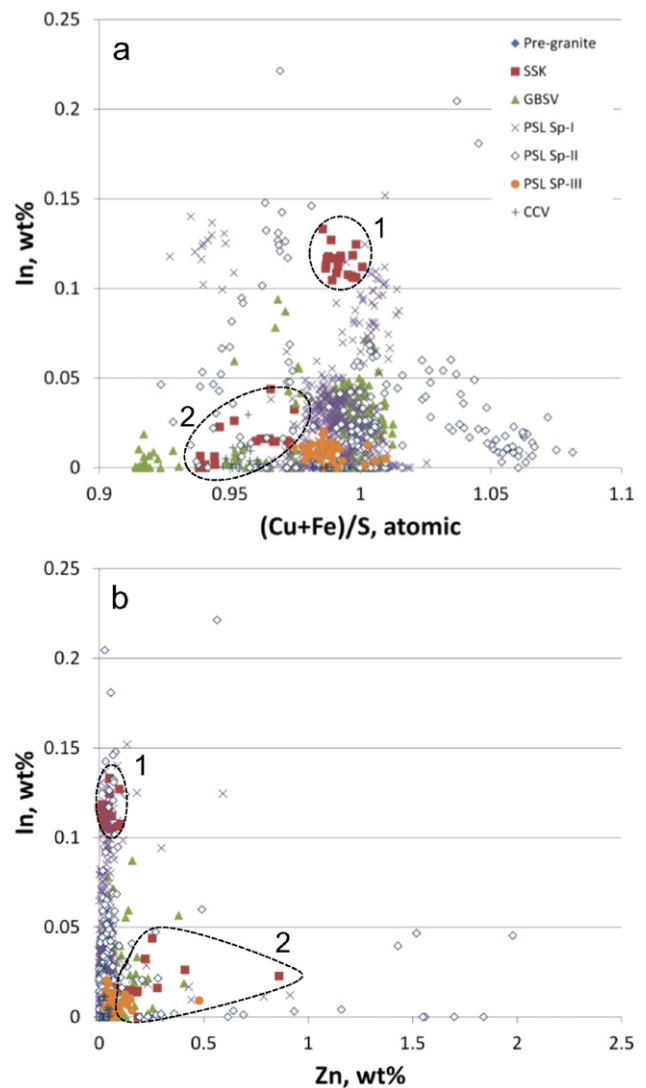 a
0.25
0.2
0.15
0.1
0.05
0
In, wt%
Pre-granite
SSK
GBSV
PSL Sp-I
PSL Sp-II
PSL SP-III
CCV
1
2
0.9
0.95
1
1.05
1.1
(Cu+Fe)/S, atomic
b
0.25
0.2
0.15
0.1
0.05
0
In, wt%
1
2
0
0.5
1
1.5
2
2.5
Zn, wt%